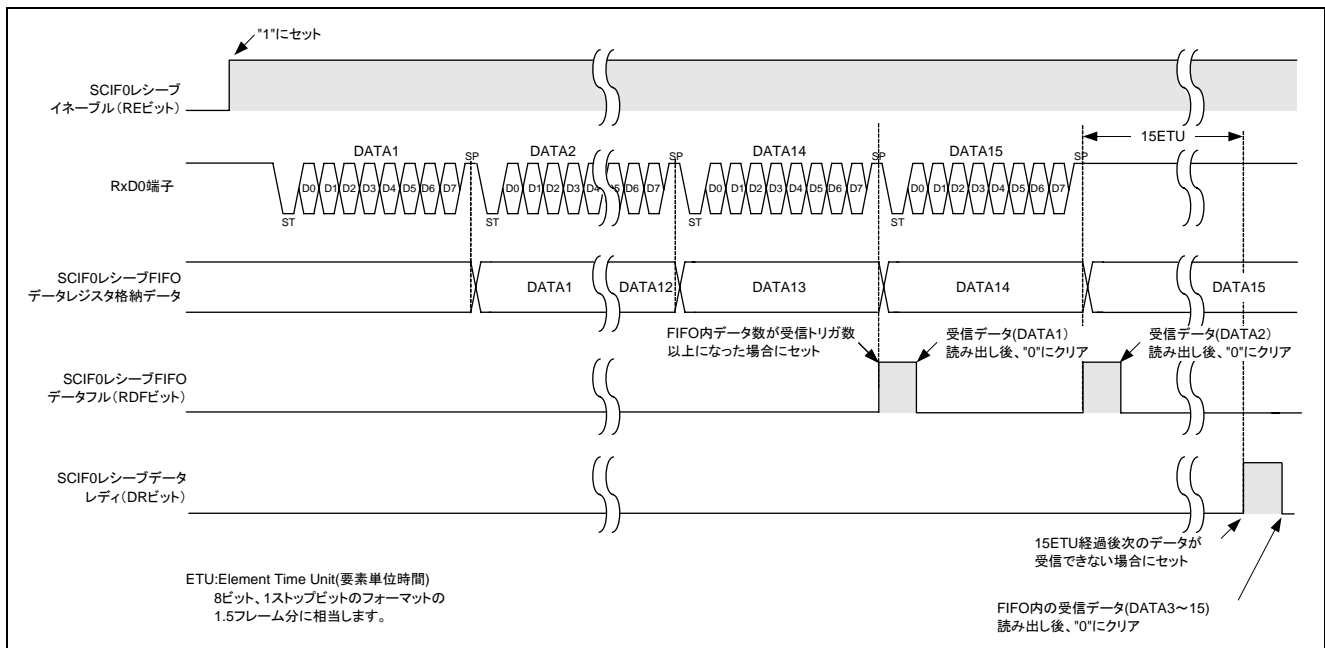 "1"にセット
SCIF0レシーブ
イネーブル(REビット)
15ETU
DATA1
SP
DATA2
SP
DATA14
SP
DATA15
SP
RxD0端子
D0 D1 D2 D3 D4 D5 D6 D7
D0 D1 D2 D3 D4 D5 D6 D7
D0 D1 D2 D3 D4 D5 D6 D7
D0 D1 D2 D3 D4 D5 D6 D7
ST
ST
ST
ST
SCIF0レシーブFIFO
データレジスタ格納データ
DATA1
DATA12
DATA13
DATA14
DATA15
FIFO内データ数が受信トリガ数
以上になった場合にセット
受信データ(DATA1)
読み出し後、"0"にクリア
受信データ(DATA2)
読み出し後、"0"にクリア
SCIF0レシーブFIFO
データフル(RDFビット)
SCIF0レシーブデータ
レディ(DRビット)
15ETU経過後次のデータが
受信できない場合にセット
ETU:Element Time Unit(要素単位時間)
8ビット、1ストップビットのフォーマットの
1.5フレーム分に相当します。
FIFO内の受信データ(DATA3～15)
読み出し後、"0"にクリア